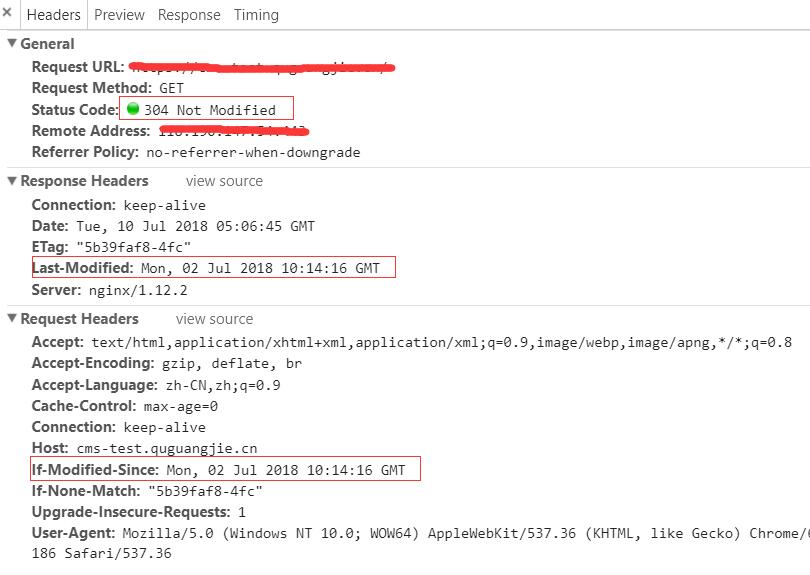 Headers Preview Response Timing
General
Request URL:
Request Method: GET
Status Code: 304 Not Modified
Remote Address:
Referrer Policy: no-referrer-when-downgrade
Response Headers view source
Connection: keep-alive
Date: Tue, 10 Jul 2018 05:06:45 GMT
ETag: "5b39faf8-4fc"
Last-Modified: Mon, 02 Jul 2018 10:14:16 GMT
Server: nginx/1.12.2
Request Headers view source
Accept: text/html,application/xhtml+xml,application/xml;q=0.9,image/webp,image/apng,*/*;q=0.8
Accept-Encoding: gzip, deflate, br
Accept-Language: zh-CN,zh;q=0.9
Cache-Control: max-age=0
Connection: keep-alive
Host: cms-test.quguangjie.cn
If-Modified-Since: Mon, 02 Jul 2018 10:14:16 GMT
If-None-Match: "5b39faf8-4fc"
Upgrade-Insecure-Requests: 1
User-Agent: Mozilla/5.0 (Windows NT 10.0; WOW64) AppleWebKit/537.36 (KHTML, like Gecko) Chrome/
186 Safari/537.36